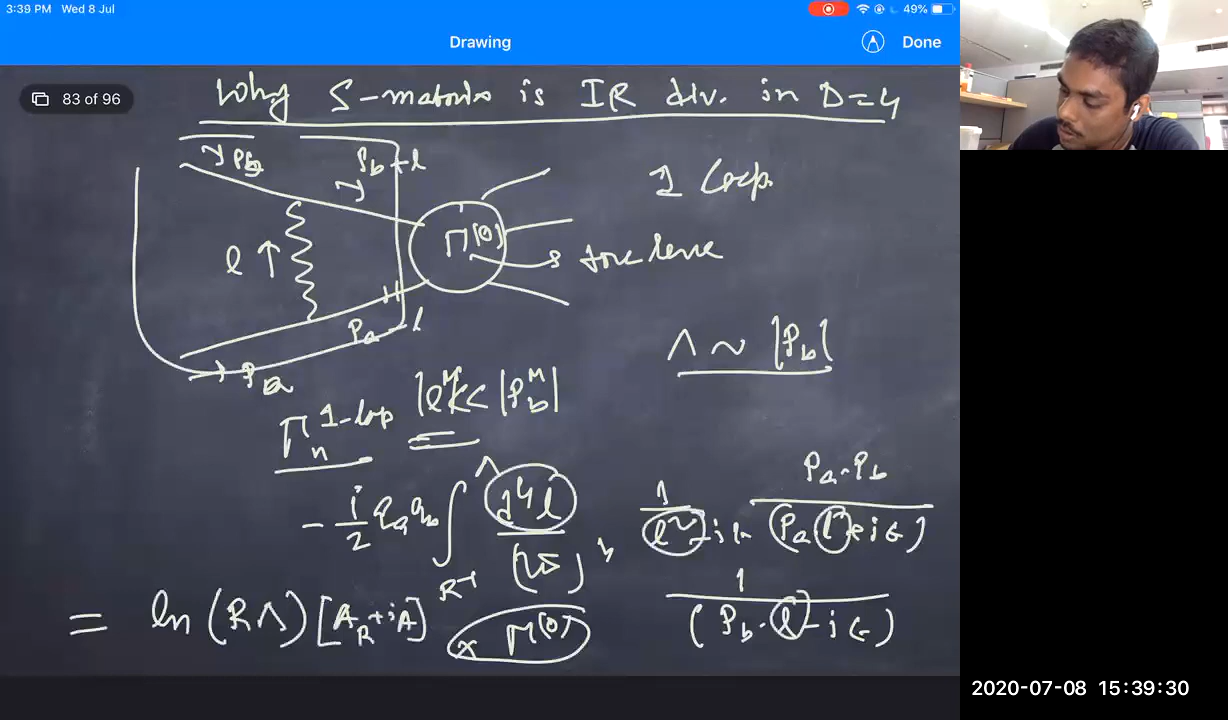 3:39 PM Wed 8 Jul
49%
Drawing
Done
83 of 96
Why S-matrix is IR div. in D=4
P_b
P_b + l
1 Loop
l ↑
Γ^(0)
→ tree level
P_a - l
P_a
Λ ~ |P_b|
Γ_n^{1-loop} |l^μ| << |P_b^μ|
- i/2 q_a q_b ∫_{R^-1}^Λ d^4 l / (2π)^4 1 / (l^2 - iε) P_a . P_b / (P_a . l + iε)
1 / (P_b . l - iε)
= ln (RΛ) [A_R + iA] × Γ^(0)
2020-07-08 15:39:30